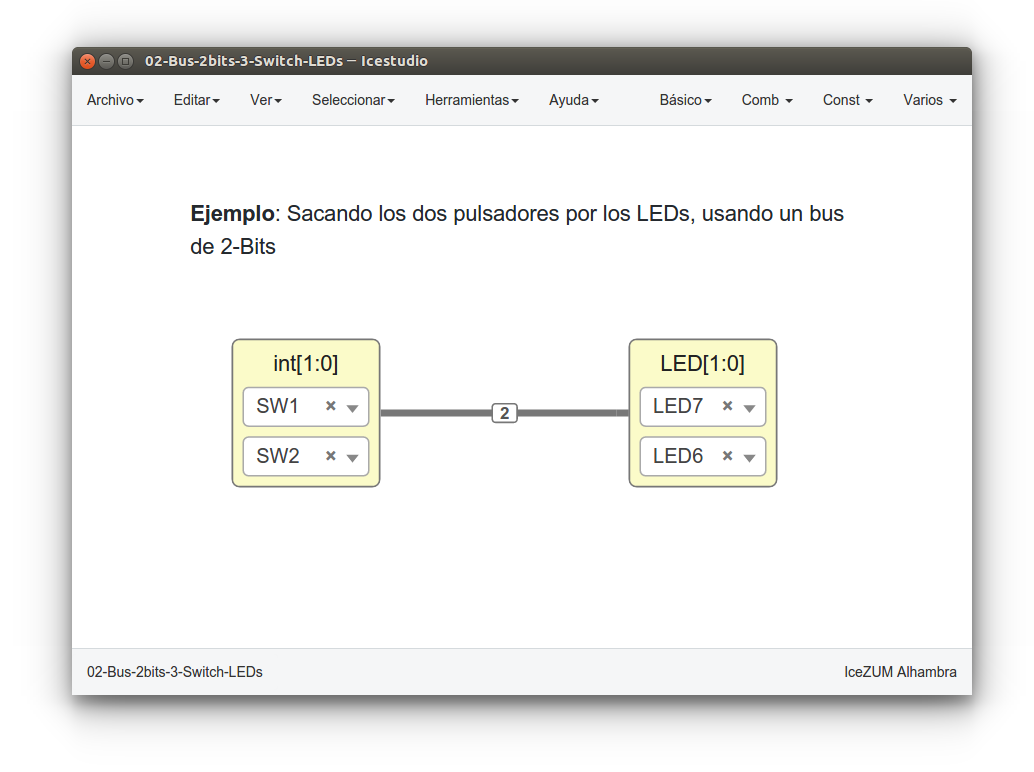 02-Bus-2bits-3-Switch-LEDs — Icestudio
Archivo Editar Ver Seleccionar Herramientas Ayuda Básico Comb Const Varios
Ejemplo: Sacando los dos pulsadores por los LEDs, usando un bus
de 2-Bits
int[1:0] LED[1:0]
SW1 × LED7 ×
2
SW2 × LED6 ×
02-Bus-2bits-3-Switch-LEDs IceZUM Alhambra